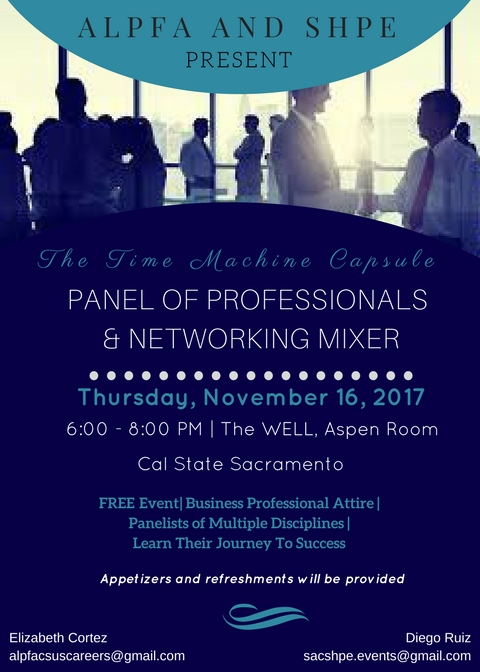 ALPFA AND SHPE
PRESENT
The Time Machine Capsule
PANEL OF PROFESSIONALS
& NETWORKING MIXER
Thursday, November 16, 2017
6:00 - 8:00 PM | The WELL, Aspen Room
Cal State Sacramento
FREE Event| Business Professional Attire |
Panelists of Multiple Disciplines |
Learn Their Journey To Success
Appetizers and refreshments will be provided
Elizabeth Cortez
alpfacsuscareers@gmail.com
Diego Ruiz
sacshpe.events@gmail.com